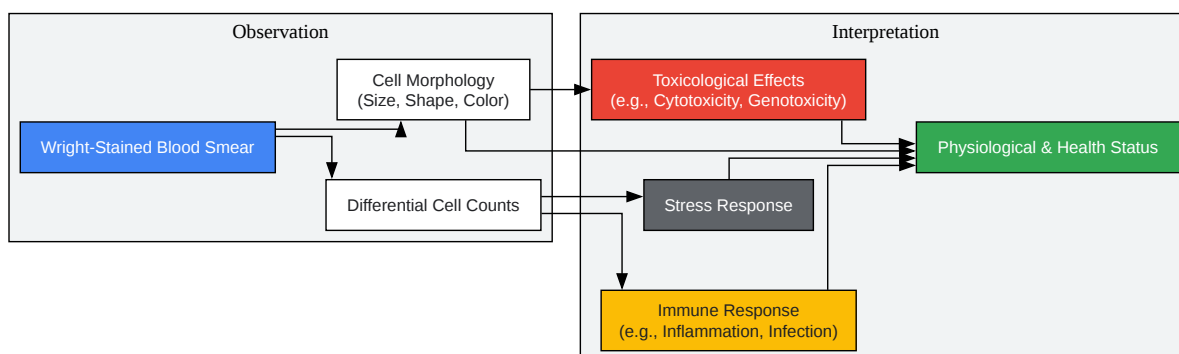 Observation
Wright-Stained Blood Smear
Cell Morphology
(Size, Shape, Color)
Differential Cell Counts
Interpretation
Toxicological Effects
(e.g., Cytotoxicity, Genotoxicity)
Stress Response
Immune Response
(e.g., Inflammation, Infection)
Physiological & Health Status